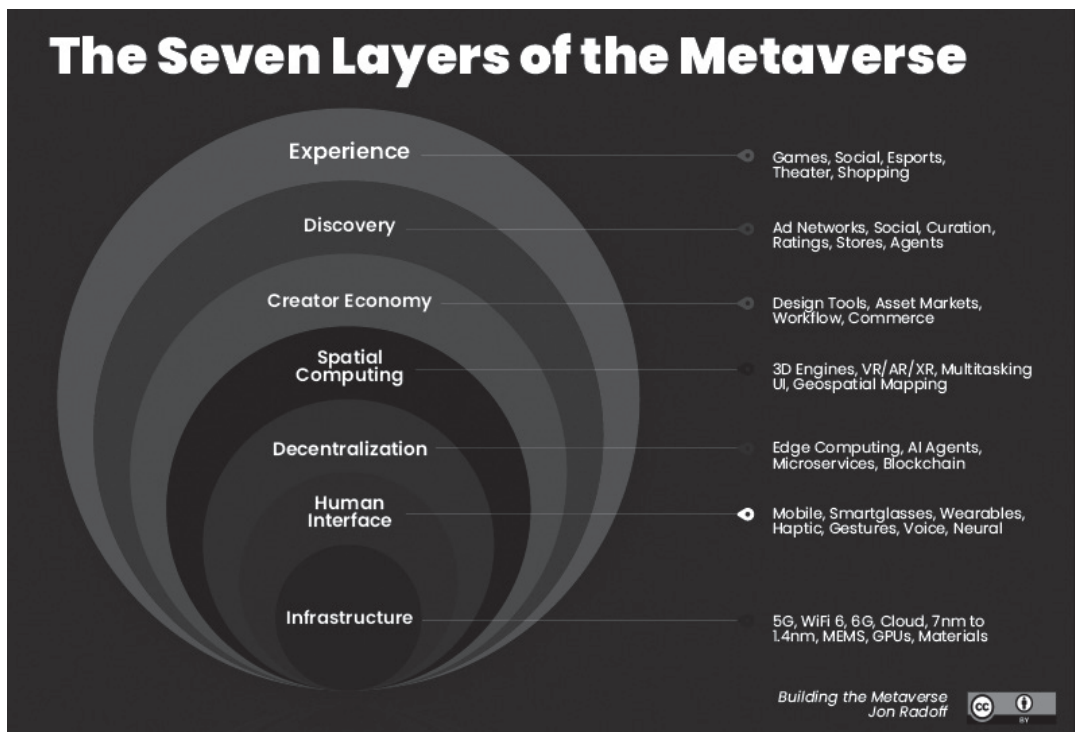 The Seven Layers of the Metaverse
Experience
Games, Social, Esports,
Theater, Shopping
Discovery
Ad Networks, Social, Curation,
Ratings, Stores, Agents
Creator Economy
Design Tools, Asset Markets,
Workflow, Commerce
Spatial
Computing
3D Engines, VR/AR/XR, Multitasking
UI, Geospatial Mapping
Decentralization
Edge Computing, AI Agents,
Microservices, Blockchain
Human
Interface
Mobile, Smartglasses, Wearables,
Haptic, Gestures, Voice, Neural
Infrastructure
5G, WiFi 6, 6G, Cloud, 7nm to
1.4nm, MEMS, GPUs, Materials
Building the Metaverse
Jon Radoff
cc
BY